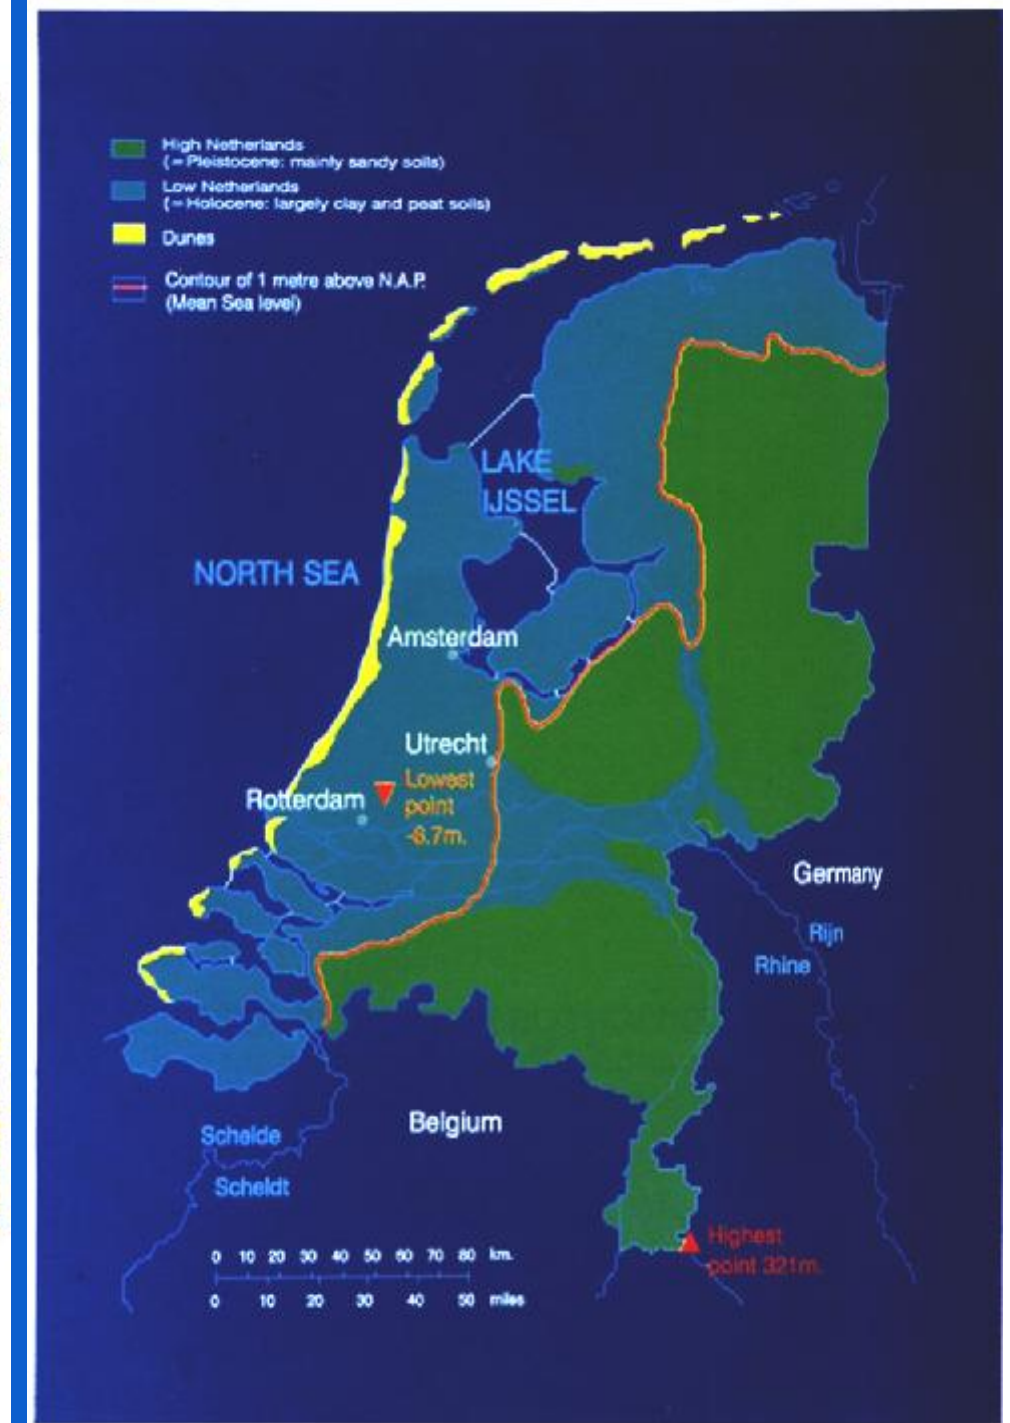 High Netherlands
(=Pleistocene: mainly sandy soils)
Low Netherlands
(=Holocene: largely clay and peat soils)
Dunes
Contour of 1 metre above N.A.P.
(Mean Sea level)
LAKE
IJSSEL
NORTH SEA
Amsterdam
Utrecht
Lowest
point
-6.7m.
Rotterdam
Germany
Rijn
Rhine
Belgium
Schelde
Scheldt
Highest
point 321m.
0 10 20 30 40 50 60 70 80 km.
0 10 20 30 40 50 miles